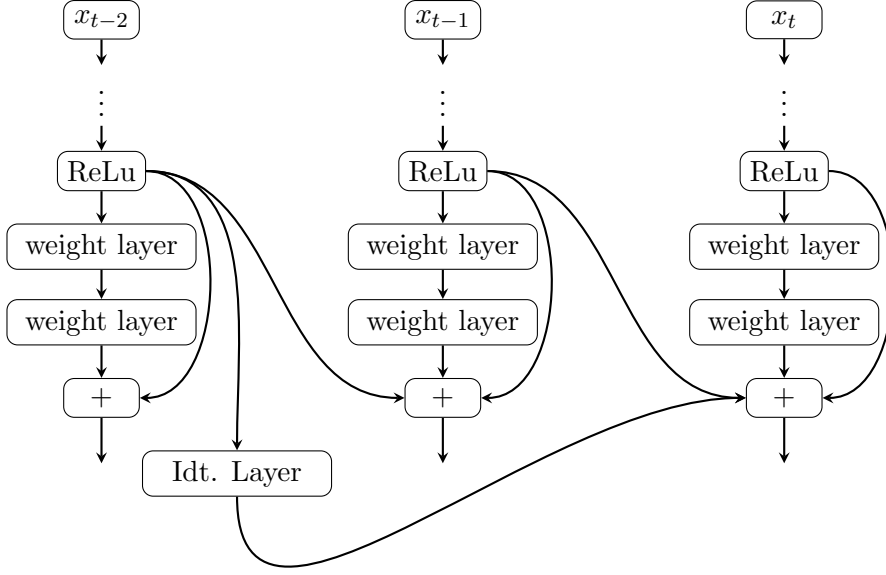 x_{t−2} x_{t−1} x_t
⋮ ⋮ ⋮
ReLu ReLu ReLu
weight layer weight layer weight layer
weight layer weight layer weight layer
+ + +
Idt. Layer